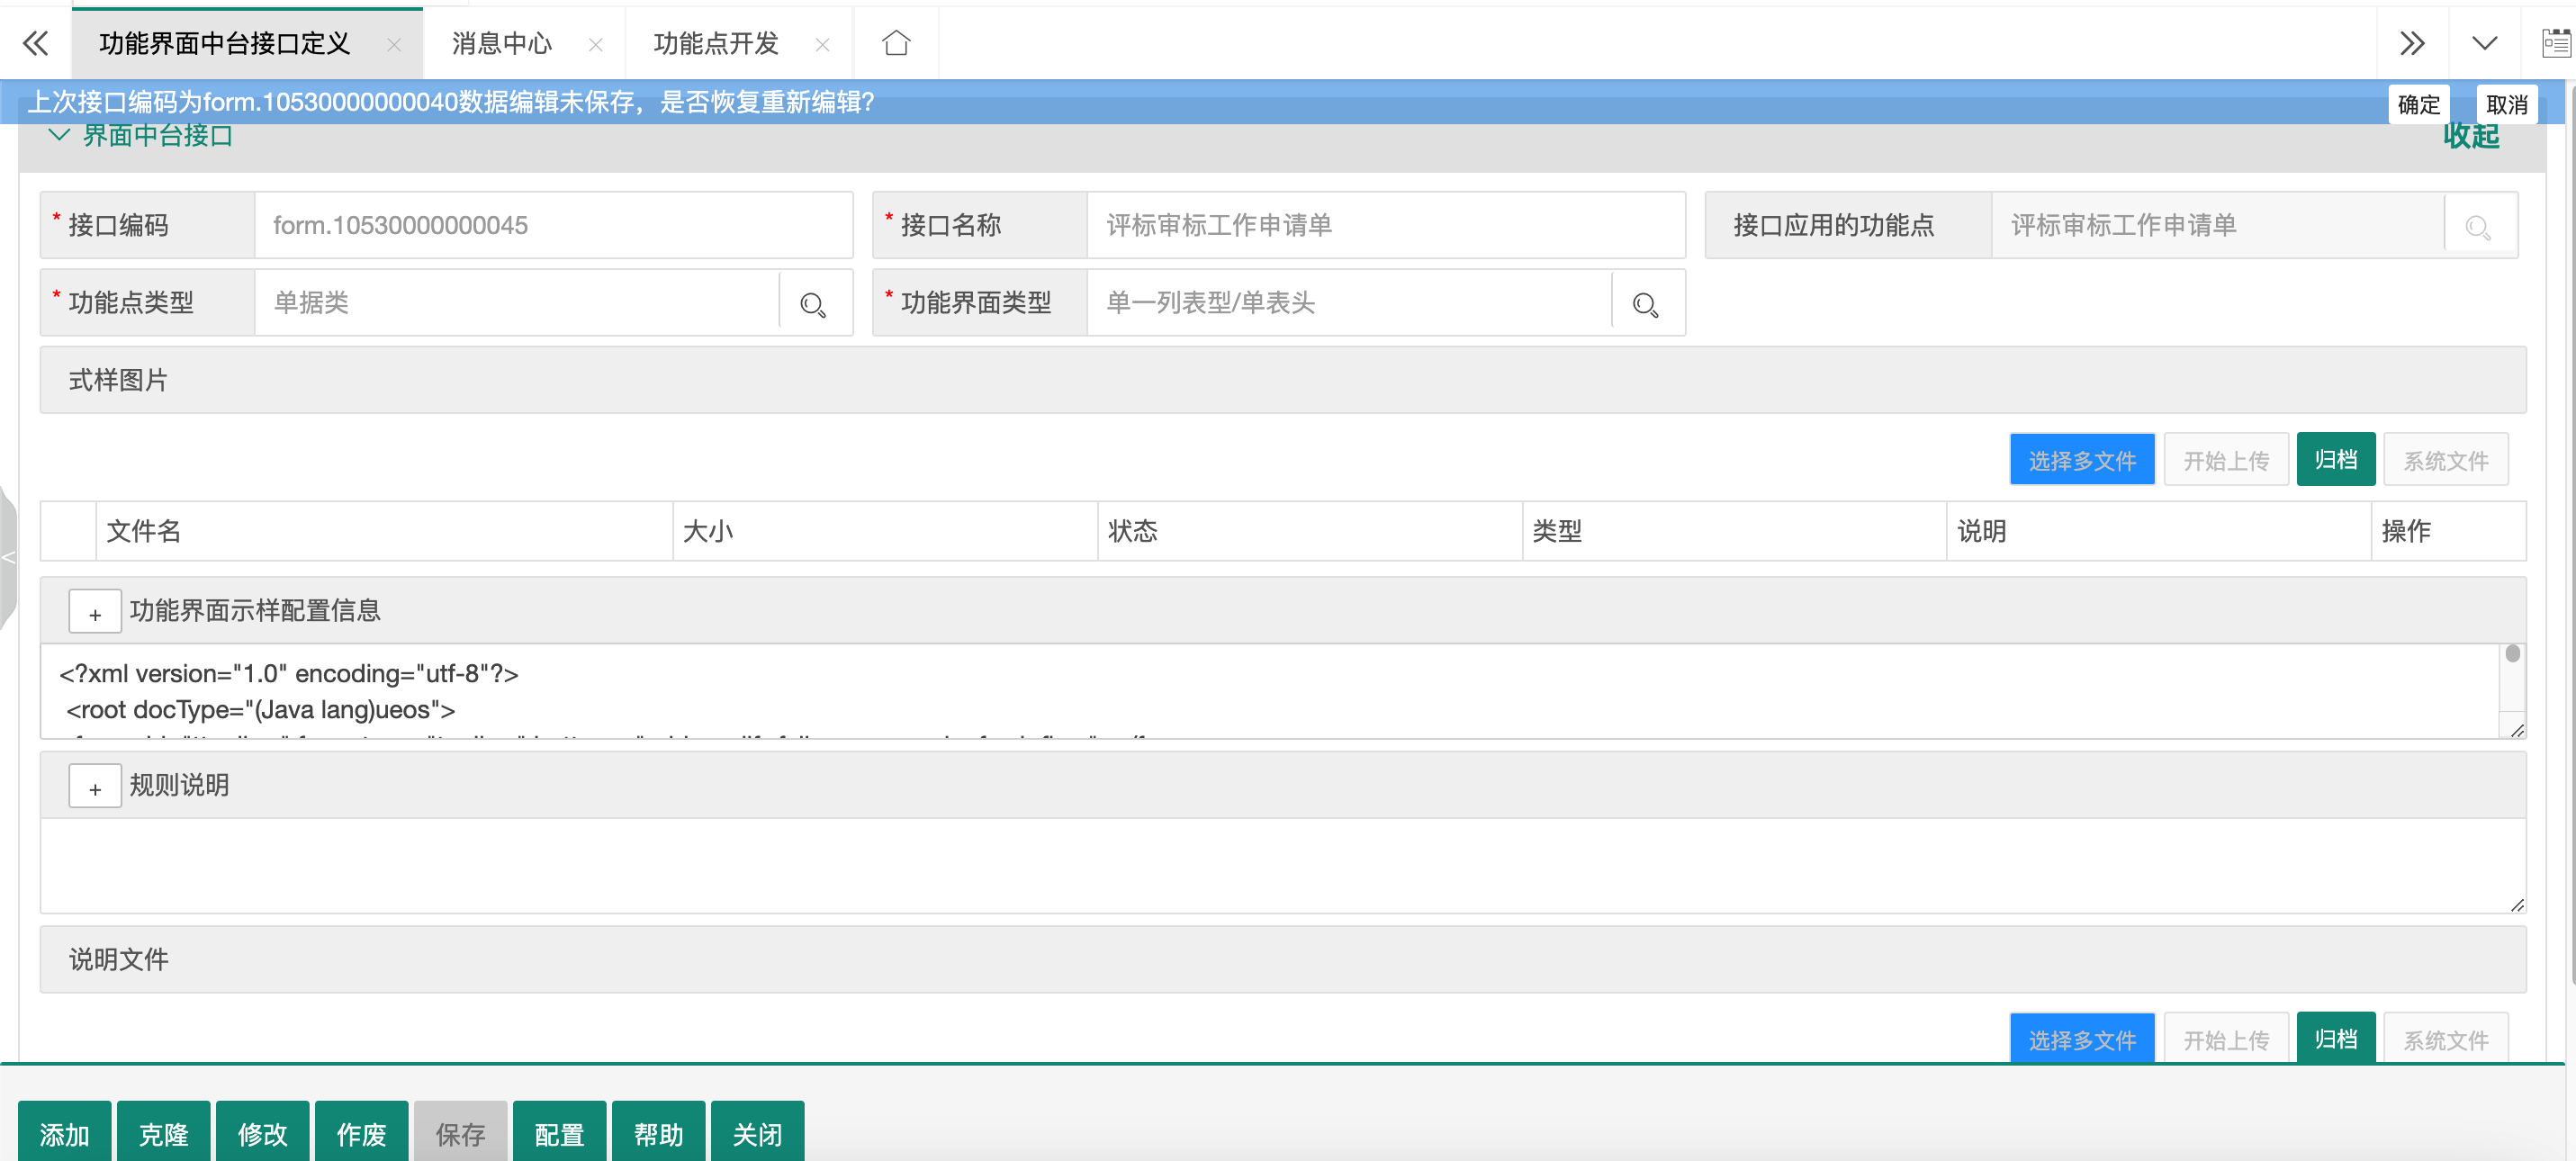 功能界面中台接口定义 消息中心 功能点开发
上次接口编码为form.10530000000040数据编辑未保存，是否恢复重新编辑？ 确定 取消
界面中台接口 收起
* 接口编码 form.10530000000045 * 接口名称 评标审标工作申请单 接口应用的功能点 评标审标工作申请单
* 功能点类型 单据类 * 功能界面类型 单一列表型/单表头
式样图片
选择多文件 开始上传 归档 系统文件
文件名 大小 状态 类型 说明 操作
+ 功能界面示样配置信息
<?xml version="1.0" encoding="utf-8"?>
<root docType="(Java lang)ueos">
+ 规则说明
说明文件
选择多文件 开始上传 归档 系统文件
添加 克隆 修改 作废 保存 配置 帮助 关闭